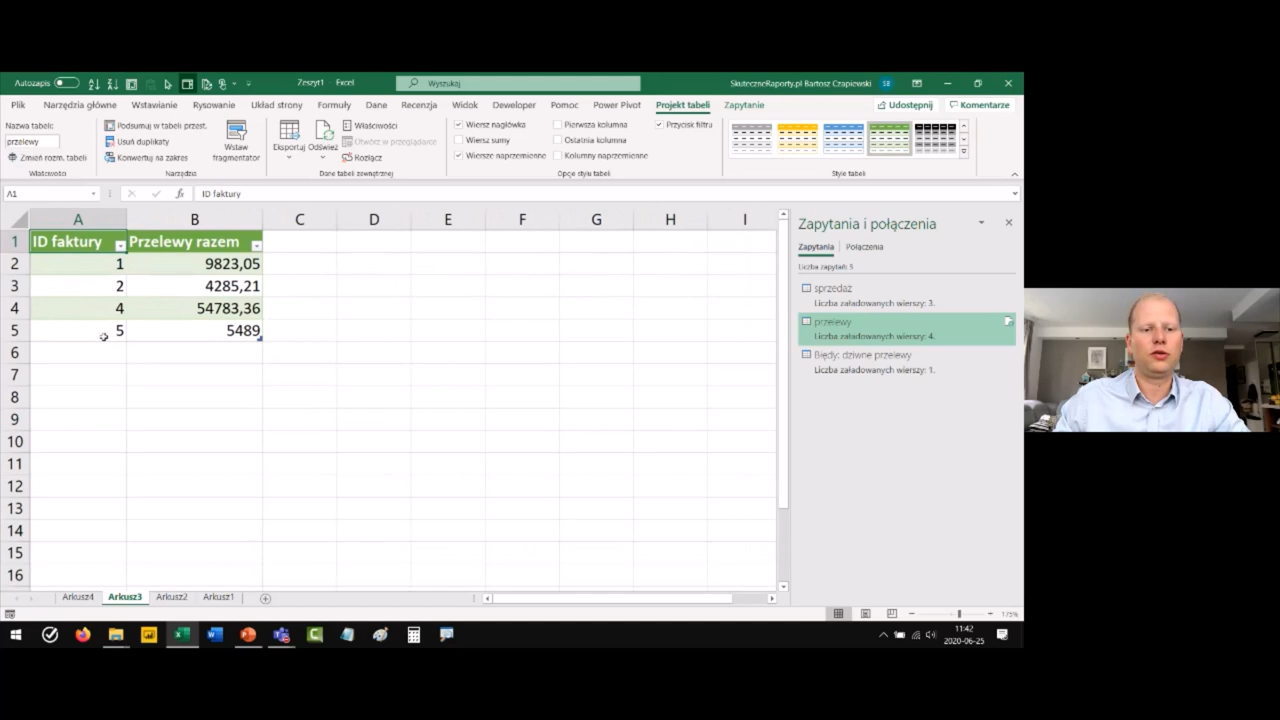 Autozapis
Zeszyt1 - Excel
Wyszukaj
SkuteczneRaporty.pl Bartosz Czapiewski
SE
Plik Narzędzia główne Wstawianie Rysowanie Układ strony Formuły Dane Recenzja Widok Deweloper Pomoc Power Pivot Projekt tabeli Zapytanie Udostępnij Komentarze
Nazwa tabeli:
przelewy
Zmień rozm. tabeli
Właściwości
Podsumuj w tabeli przest.
Usuń duplikaty
Konwertuj na zakres
Wstaw
fragmentator
Narzędzia
Eksportuj
Odśwież
Właściwości
Otwórz w przeglądarce
Rozłącz
Dane tabeli zewnętrznej
Wiersz nagłówka
Wiersz sumy
Wiersze naprzemienne
Pierwsza kolumna
Ostatnia kolumna
Kolumny naprzemienne
Przycisk filtru
Opcje stylu tabeli
Style tabeli
A1
fx
ID faktury
A B C D E F G H I
1 ID faktury Przelewy razem
2 1 9823,05
3 2 4285,21
4 4 54783,36
5 5 5489
6
7
8
9
10
11
12
13
14
15
16
Zapytania i połączenia
Zapytania Połączenia
Liczba zapytań: 3
sprzedaz
Liczba załadowanych wierszy: 3.
przelewy
Liczba załadowanych wierszy: 4.
Błędy: dziwne przelewy
Liczba załadowanych wierszy: 1.
Arkusz4 Arkusz3 Arkusz2 Arkusz1
175%
11:42
2020-06-25